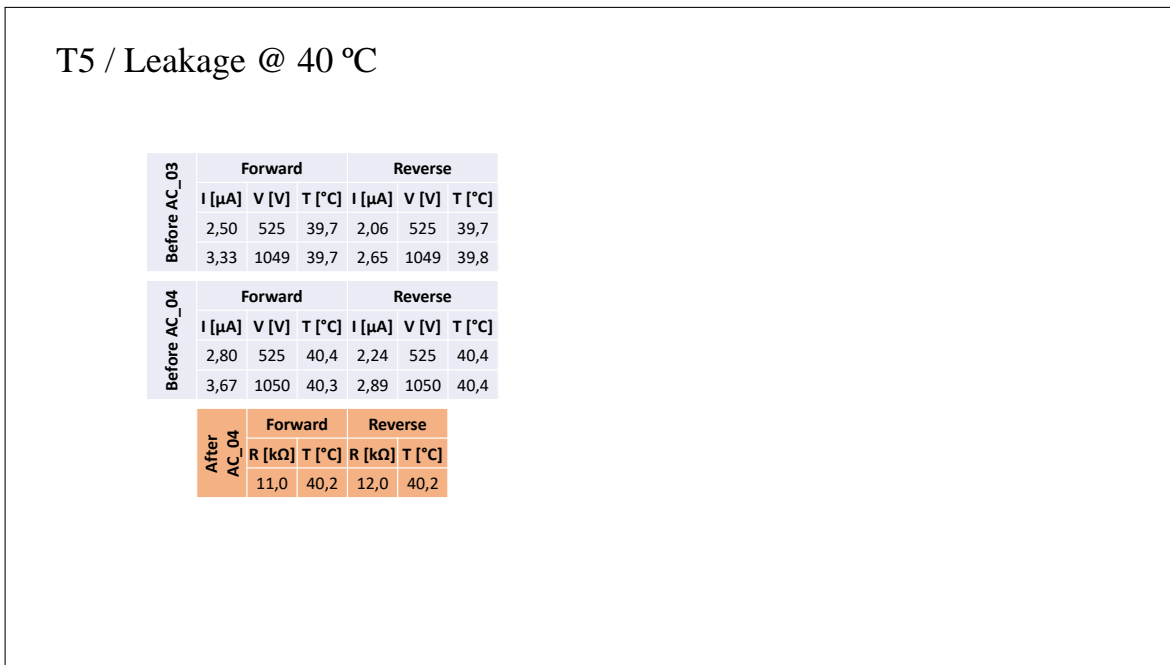 T5 / Leakage @ 40 ºC
Before AC_03
Forward Reverse
I [µA] V [V] T [°C] I [µA] V [V] T [°C]
2,50 525 39,7 2,06 525 39,7
3,33 1049 39,7 2,65 1049 39,8
Before AC_04
Forward Reverse
I [µA] V [V] T [°C] I [µA] V [V] T [°C]
2,80 525 40,4 2,24 525 40,4
3,67 1050 40,3 2,89 1050 40,4
After
AC_04
Forward Reverse
R [kΩ] T [°C] R [kΩ] T [°C]
11,0 40,2 12,0 40,2